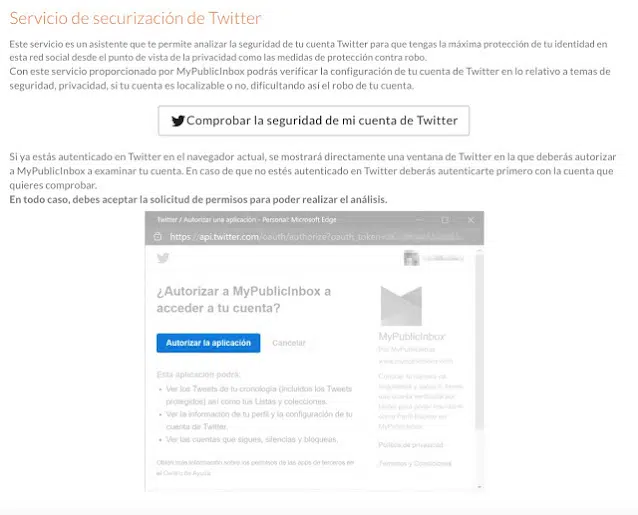 Servicio de securización de Twitter
Este servicio es un asistente que te permite analizar la seguridad de tu cuenta Twitter para que tengas la máxima protección de tu identidad en
esta red social desde el punto de vista de la privacidad como las medidas de protección contra robo.
Con este servicio proporcionado por MyPublicInbox podrás verificar la configuración de tu cuenta de Twitter en lo relativo a temas de
seguridad, privacidad, si tu cuenta es localizable o no, dificultando así el robo de tu cuenta.
Comprobar la seguridad de mi cuenta de Twitter
Si ya estás autenticado en Twitter en el navegador actual, se mostrará directamente una ventana de Twitter en la que deberás autorizar
a MyPublicInbox a examinar tu cuenta. En caso de que no estés autenticado en Twitter deberás autenticarte primero con la cuenta que
quieres comprobar.
En todo caso, debes aceptar la solicitud de permisos para poder realizar el análisis.
Twitter / Autorizar una aplicación - Personal: Microsoft Edge
https://api.twitter.com/oauth/authorize?oauth_token=
¿Autorizar a MyPublicInbox a
acceder a tu cuenta?
Autorizar la aplicación
Cancelar
Esta aplicación podrá:
• Ver los Tweets de tu cronología (incluidos los Tweets
protegidos) así como tus Listas y colecciones.
• Ver la información de tu perfil y la configuración de tu
cuenta de Twitter.
• Ver las cuentas que sigues, silencias y bloqueas.
Obtén más información sobre los permisos de las apps de terceros en
el Centro de Ayuda.
MyPublicInbox
Por MyPublicInbox
www.mypublicinbox.com
MyPublicInbox
Política de privacidad
Términos y Condiciones